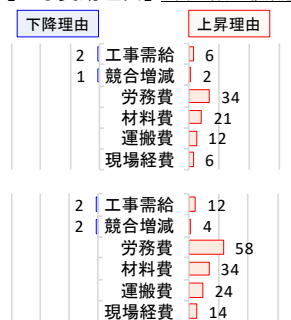 下降理由 上昇理由
2 工事需給 6
1 競合増減 2
労務費 34
材料費 21
運搬費 12
現場経費 6
2 工事需給 12
2 競合増減 4
労務費 58
材料費 34
運搬費 24
現場経費 14